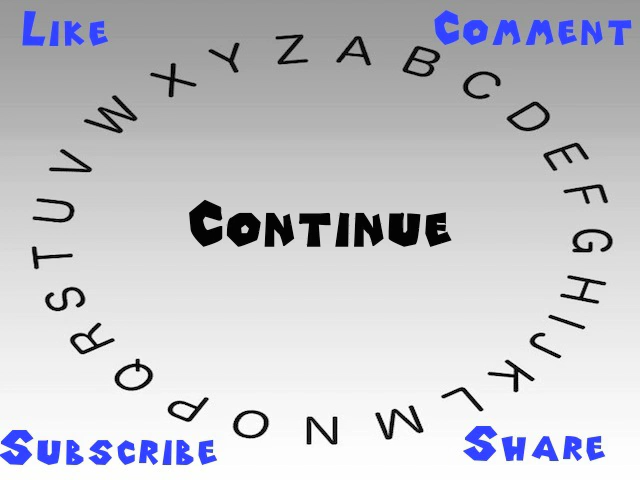 Like
Comment
A B C D E F G H I J K L M N O P Q R S T U V W X Y Z
Continue
Subscribe
Share